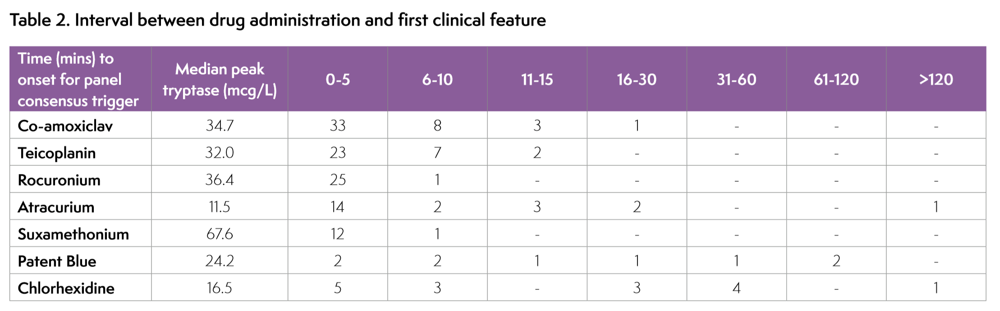 Table 2. Interval between drug administration and first clinical feature
Time (mins) to onset for panel consensus trigger | Median peak tryptase (mcg/L) | 0-5 | 6-10 | 11-15 | 16-30 | 31-60 | 61-120 | >120
Co-amoxiclav | 34.7 | 33 | 8 | 3 | 1 | - | - | -
Teicoplanin | 32.0 | 23 | 7 | 2 | - | - | - | -
Rocuronium | 36.4 | 25 | 1 | - | - | - | - | -
Atracurium | 11.5 | 14 | 2 | 3 | 2 | - | - | 1
Suxamethonium | 67.6 | 12 | 1 | - | - | - | - | -
Patent Blue | 24.2 | 2 | 2 | 1 | 1 | 1 | 2 | -
Chlorhexidine | 16.5 | 5 | 3 | - | 3 | 4 | - | 1